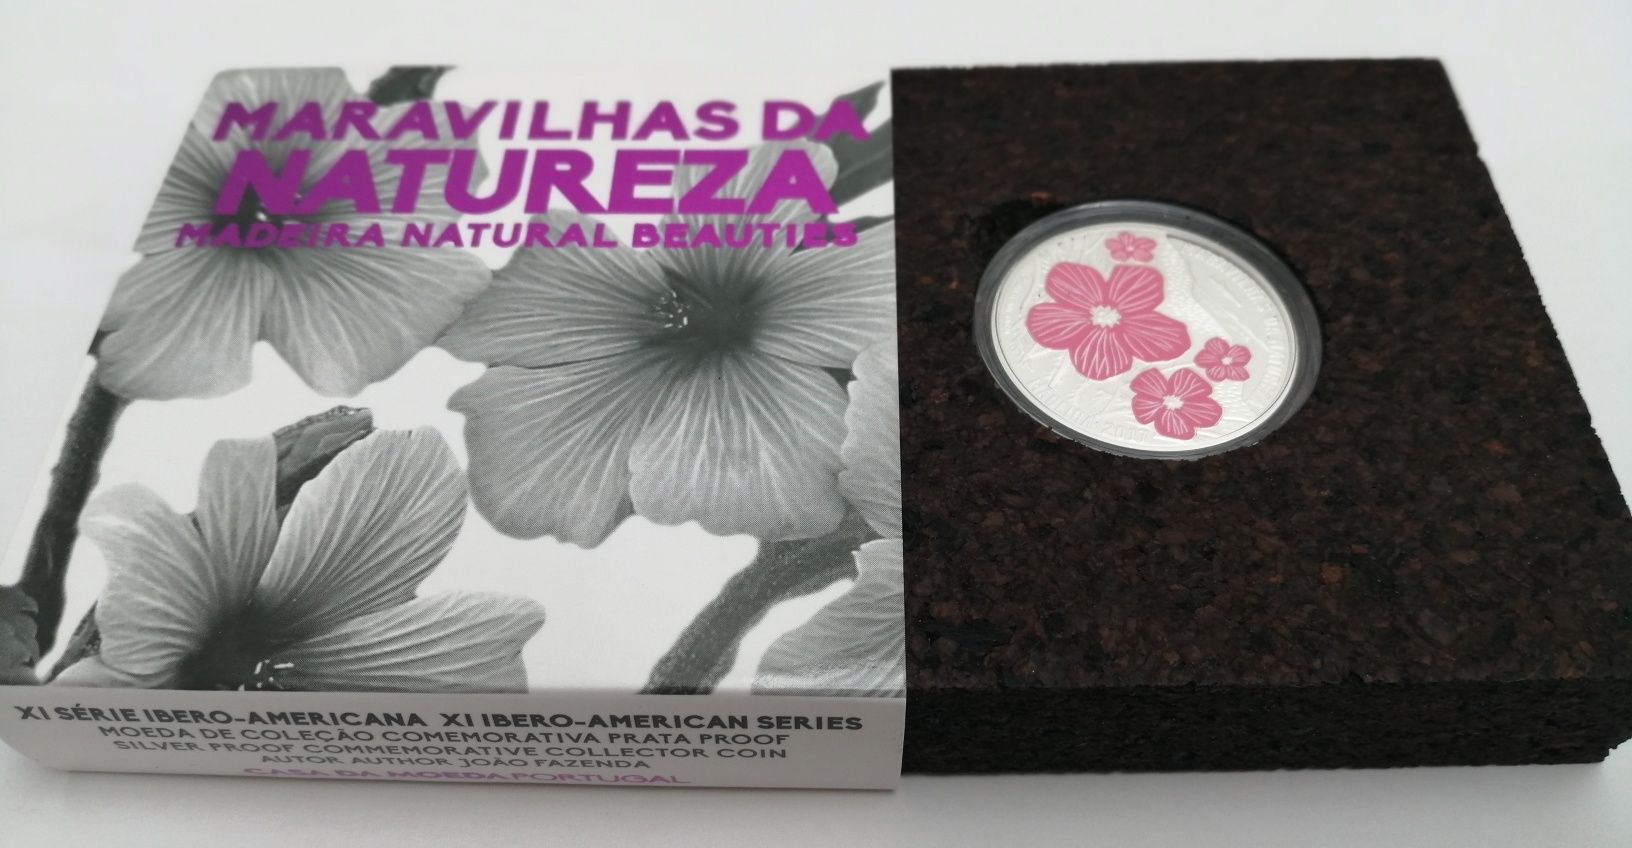 MARAVILHAS DA
NATUREZA
MADEIRA NATURAL BEAUTIES
XI SÉRIE IBERO-AMERICANA XI IBERO-AMERICAN SERIES
MOEDA DE COLEÇÃO COMEMORATIVA PRATA PROOF
SILVER PROOF COMMEMORATIVE COLLECTOR COIN
AUTOR AUTHOR JOÃO FAZENDA
CASA DA MOEDA PORTUGAL